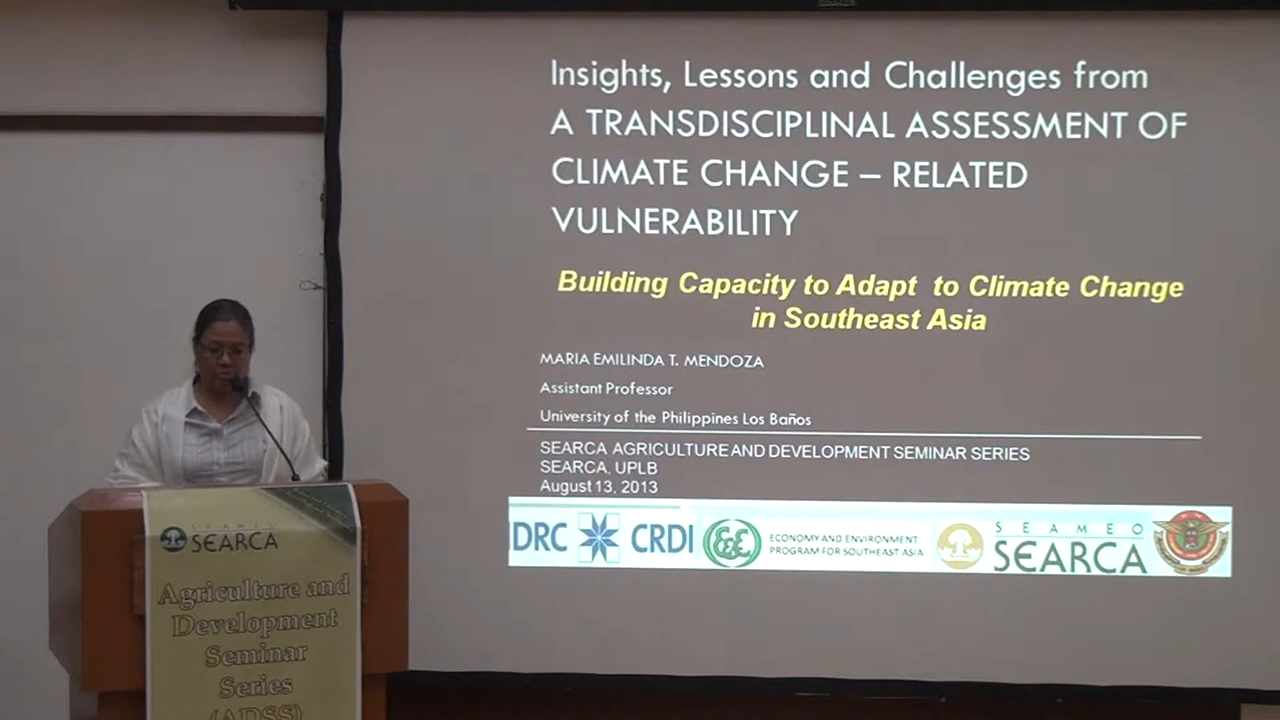 Insights, Lessons and Challenges from
A TRANSDISCIPLINAL ASSESSMENT OF
CLIMATE CHANGE – RELATED
VULNERABILITY
Building Capacity to Adapt to Climate Change
in Southeast Asia
MARIA EMILINDA T. MENDOZA
Assistant Professor
University of the Philippines Los Baños
SEARCA AGRICULTURE AND DEVELOPMENT SEMINAR SERIES
SEARCA, UPLB
August 13, 2013
IDRC CRDI
ECONOMY AND ENVIRONMENT
PROGRAM FOR SOUTHEAST ASIA
SEAMEO
SEARCA
SEAMEO
SEARCA
Agriculture and
Development
Seminar
Series
(ADSS)